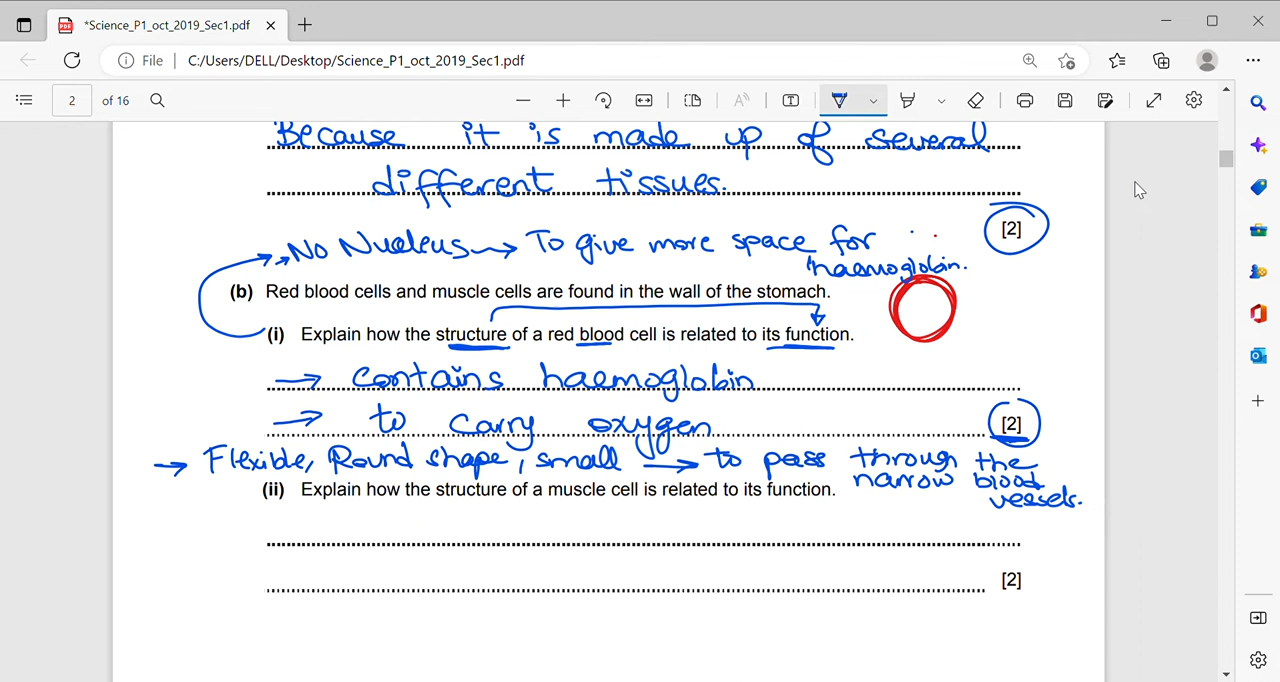 *Science_P1_oct_2019_Sec1.pdf
File C:/Users/DELL/Desktop/Science_P1_oct_2019_Sec1.pdf
2 of 16
Because it is made up of several
different tissues.
[2]
No Nucleus → To give more space for
haemoglobin.
(b) Red blood cells and muscle cells are found in the wall of the stomach.
(i) Explain how the structure of a red blood cell is related to its function.
→ contains haemoglobin
→ to carry oxygen [2]
→ Flexible, Round shape, small → to pass through the
narrow blood
vessels.
(ii) Explain how the structure of a muscle cell is related to its function.
[2]